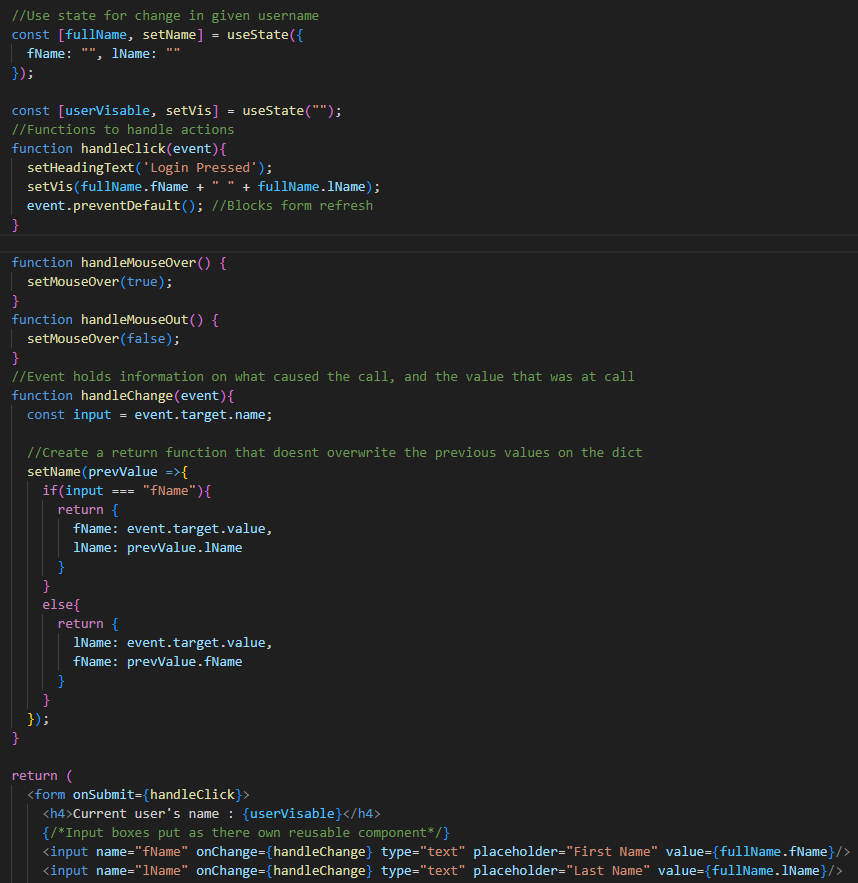 //Use state for change in given username
const [fullName, setName] = useState({
  fName: "", lName: ""
});

const [userVisable, setVis] = useState("");
//Functions to handle actions
function handleClick(event){
  setHeadingText('Login Pressed');
  setVis(fullName.fName + " " + fullName.lName);
  event.preventDefault(); //Blocks form refresh
}

function handleMouseOver() {
  setMouseOver(true);
}
function handleMouseOut() {
  setMouseOver(false);
}
//Event holds information on what caused the call, and the value that was at call
function handleChange(event){
  const input = event.target.name;

  //Create a return function that doesnt overwrite the previous values on the dict
  setName(prevValue =>{
    if(input === "fName"){
      return {
        fName: event.target.value,
        lName: prevValue.lName
      }
    }
    else{
      return {
        lName: event.target.value,
        fName: prevValue.fName
      }
    }
  });
}

return (
  <form onSubmit={handleClick}>
    <h4>Current user's name : {userVisable}</h4>
    {/*Input boxes put as there own reusable component*/}
    <input name="fName" onChange={handleChange} type="text" placeholder="First Name" value={fullName.fName}/>
    <input name="lName" onChange={handleChange} type="text" placeholder="Last Name" value={fullName.lName}/>